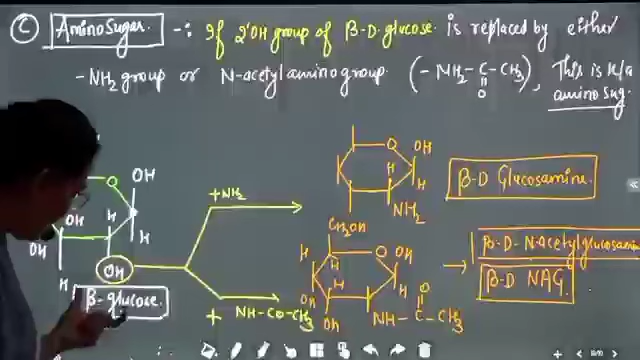 (C) Amino Sugar -: If 2'OH group of β-D-glucose is replaced by either
-NH2 group or N-acetylamino group (-NH2-C-CH3), This is k/a
O
amino sug.
O
OH
OH
OH
H
H
H
OH
β-glucose
+NH2
+ NH-CO-CH3
O
OH
H
H
NH2
β-D Glucosamine
CH2OH
H
O
OH
H
H
OH
OH
O
NH-C-CH3
β-D-N-Acetylglucosamin
β-D NAG